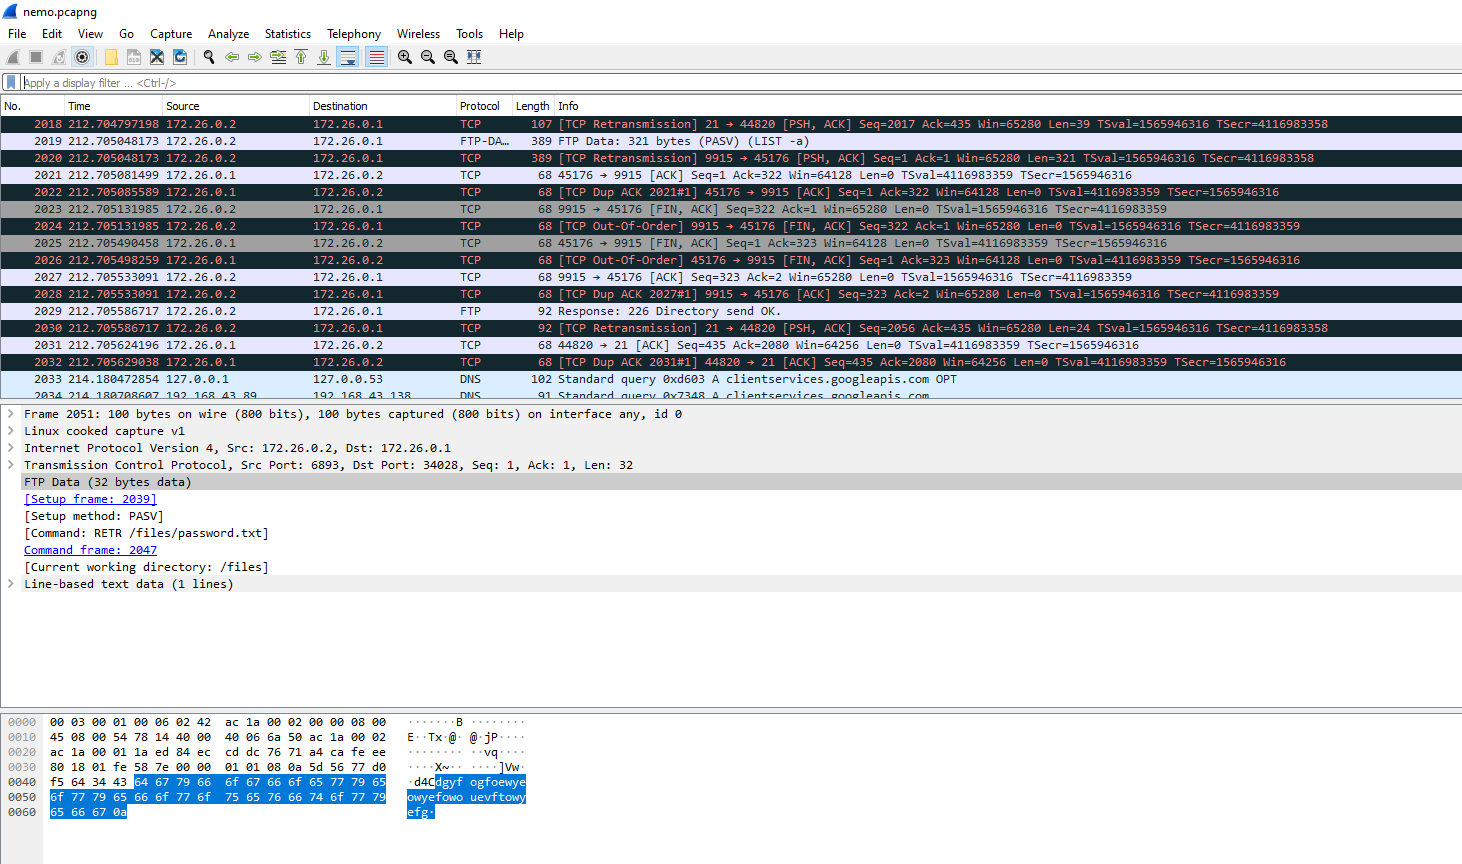 nemo.pcapng
File Edit View Go Capture Analyze Statistics Telephony Wireless Tools Help
Apply a display filter ... <Ctrl-/>
No. Time Source Destination Protocol Length Info
2018 212.704797198 172.26.0.2 172.26.0.1 TCP 107 [TCP Retransmission] 21 → 44820 [PSH, ACK] Seq=2017 Ack=435 Win=65280 Len=39 TSval=1565946316 TSecr=4116983358
2019 212.705048173 172.26.0.2 172.26.0.1 FTP-DA… 389 FTP Data: 321 bytes (PASV) (LIST -a)
2020 212.705048173 172.26.0.2 172.26.0.1 TCP 389 [TCP Retransmission] 9915 → 45176 [PSH, ACK] Seq=1 Ack=1 Win=65280 Len=321 TSval=1565946316 TSecr=4116983358
2021 212.705081499 172.26.0.1 172.26.0.2 TCP 68 45176 → 9915 [ACK] Seq=1 Ack=322 Win=64128 Len=0 TSval=4116983359 TSecr=1565946316
2022 212.705085589 172.26.0.1 172.26.0.2 TCP 68 [TCP Dup ACK 2021#1] 45176 → 9915 [ACK] Seq=1 Ack=322 Win=64128 Len=0 TSval=4116983359 TSecr=1565946316
2023 212.705131985 172.26.0.2 172.26.0.1 TCP 68 9915 → 45176 [FIN, ACK] Seq=322 Ack=1 Win=65280 Len=0 TSval=1565946316 TSecr=4116983359
2024 212.705131985 172.26.0.2 172.26.0.1 TCP 68 [TCP Out-Of-Order] 9915 → 45176 [FIN, ACK] Seq=322 Ack=1 Win=65280 Len=0 TSval=1565946316 TSecr=4116983359
2025 212.705490458 172.26.0.1 172.26.0.2 TCP 68 45176 → 9915 [FIN, ACK] Seq=1 Ack=323 Win=64128 Len=0 TSval=4116983359 TSecr=1565946316
2026 212.705498259 172.26.0.1 172.26.0.2 TCP 68 [TCP Out-Of-Order] 45176 → 9915 [FIN, ACK] Seq=1 Ack=323 Win=64128 Len=0 TSval=4116983359 TSecr=1565946316
2027 212.705533091 172.26.0.2 172.26.0.1 TCP 68 9915 → 45176 [ACK] Seq=323 Ack=2 Win=65280 Len=0 TSval=1565946316 TSecr=4116983359
2028 212.705533091 172.26.0.2 172.26.0.1 TCP 68 [TCP Dup ACK 2027#1] 9915 → 45176 [ACK] Seq=323 Ack=2 Win=65280 Len=0 TSval=1565946316 TSecr=4116983359
2029 212.705586717 172.26.0.2 172.26.0.1 FTP 92 Response: 226 Directory send OK.
2030 212.705586717 172.26.0.2 172.26.0.1 TCP 92 [TCP Retransmission] 21 → 44820 [PSH, ACK] Seq=2056 Ack=435 Win=65280 Len=24 TSval=1565946316 TSecr=4116983358
2031 212.705624196 172.26.0.1 172.26.0.2 TCP 68 44820 → 21 [ACK] Seq=435 Ack=2080 Win=64256 Len=0 TSval=4116983359 TSecr=1565946316
2032 212.705629038 172.26.0.1 172.26.0.2 TCP 68 [TCP Dup ACK 2031#1] 44820 → 21 [ACK] Seq=435 Ack=2080 Win=64256 Len=0 TSval=4116983359 TSecr=1565946316
2033 214.180472854 127.0.0.1 127.0.0.53 DNS 102 Standard query 0xd603 A clientservices.googleapis.com OPT
2034 214.180708607 192.168.43.89 192.168.43.138 DNS 91 Standard query 0x7348 A clientservices.googleapis.com
Frame 2051: 100 bytes on wire (800 bits), 100 bytes captured (800 bits) on interface any, id 0
Linux cooked capture v1
Internet Protocol Version 4, Src: 172.26.0.2, Dst: 172.26.0.1
Transmission Control Protocol, Src Port: 6893, Dst Port: 34028, Seq: 1, Ack: 1, Len: 32
FTP Data (32 bytes data)
[Setup frame: 2039]
[Setup method: PASV]
[Command: RETR /files/password.txt]
Command frame: 2047
[Current working directory: /files]
Line-based text data (1 lines)
0000 00 03 00 01 00 06 02 42 ac 1a 00 02 00 00 08 00 ·······B ········
0010 45 08 00 54 78 14 40 00 40 06 6a 50 ac 1a 00 02 E··Tx·@· @·jP····
0020 ac 1a 00 01 1a ed 84 ec cd dc 76 71 a4 ca fe ee ········ ··vq····
0030 80 18 01 fe 58 7e 00 00 01 01 08 0a 5d 56 77 d0 ····X~·· ····]Vw·
0040 f5 64 34 43 64 67 79 66 6f 67 66 6f 65 77 79 65 ·d4Cdgyf ogfoewye
0050 6f 77 79 65 66 6f 77 6f 75 65 76 66 74 6f 77 79 owyefowo uevftowy
0060 65 66 67 0a efg·